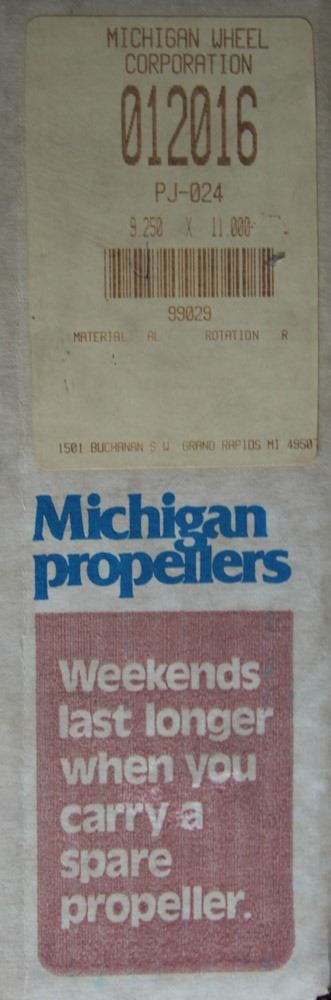 MICHIGAN WHEEL
CORPORATION
012016
PJ-024
9.250 X 11.000
99029
MATERIAL AL ROTATION R
1501 BUCHANAN S W GRAND RAPIDS MI 49507
Michigan
propellers
Weekends
last longer
when you
carry a
spare
propeller.